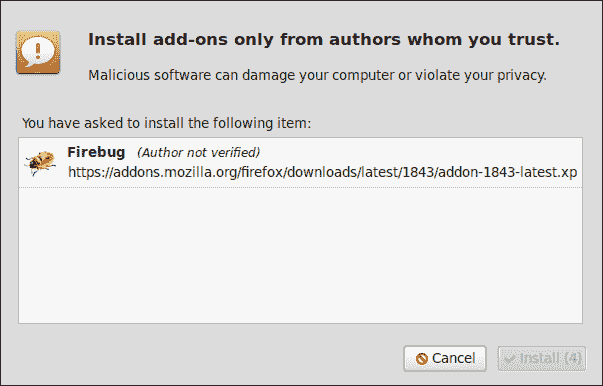 Install add-ons only from authors whom you trust.
Malicious software can damage your computer or violate your privacy.
You have asked to install the following item:
Firebug (Author not verified)
https://addons.mozilla.org/firefox/downloads/latest/1843/addon-1843-latest.xp
Cancel
Install (4)